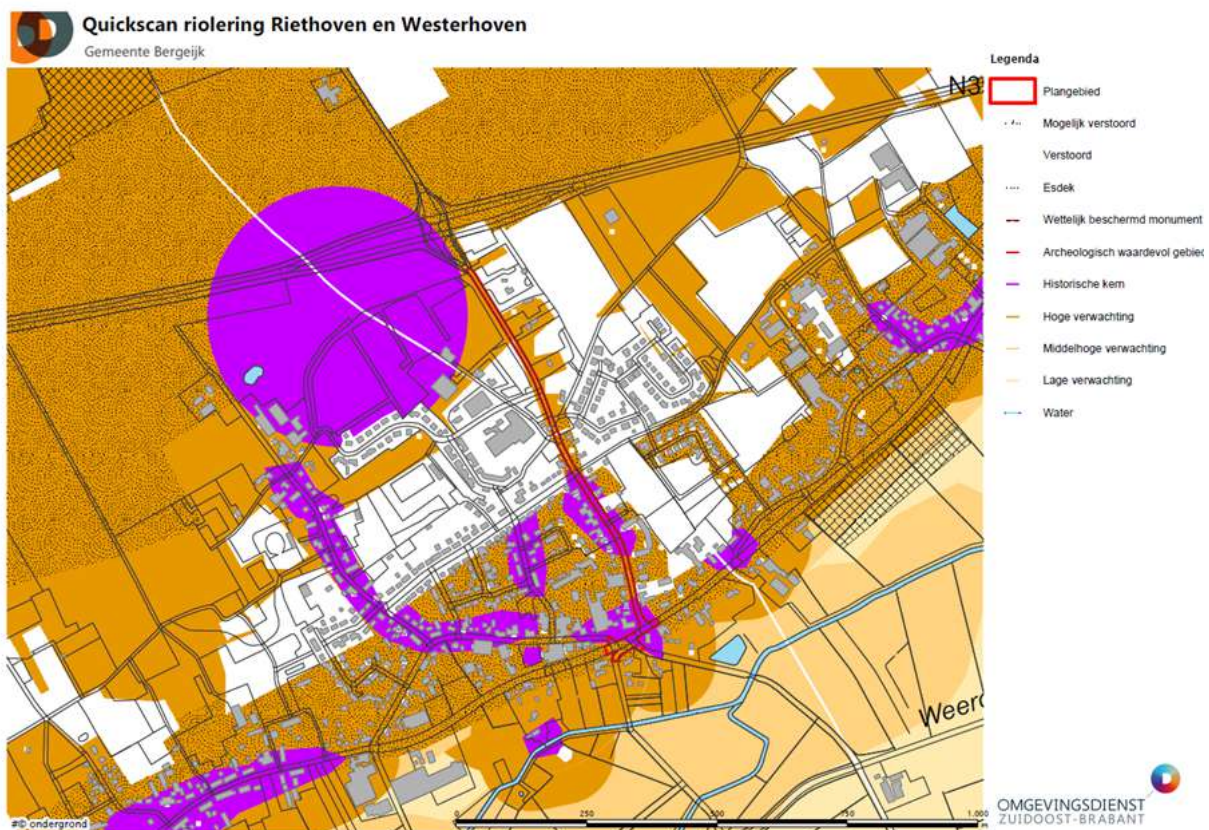 Quickscan riolering Riethoven en Westerhoven
Gemeente Bergeijk
Legenda
Plangebied
Mogelijk verstoord
Verstoord
Esdek
Wettelijk beschermd monument
Archeologisch waardevol gebied
Historische kern
Hoge verwachting
Middelhoge verwachting
Lage verwachting
Water
N3
Weerd
#© ondergrond
0 250 500 750 1.000
OMGEVINGSDIENST
ZUIDOOST-BRABANT